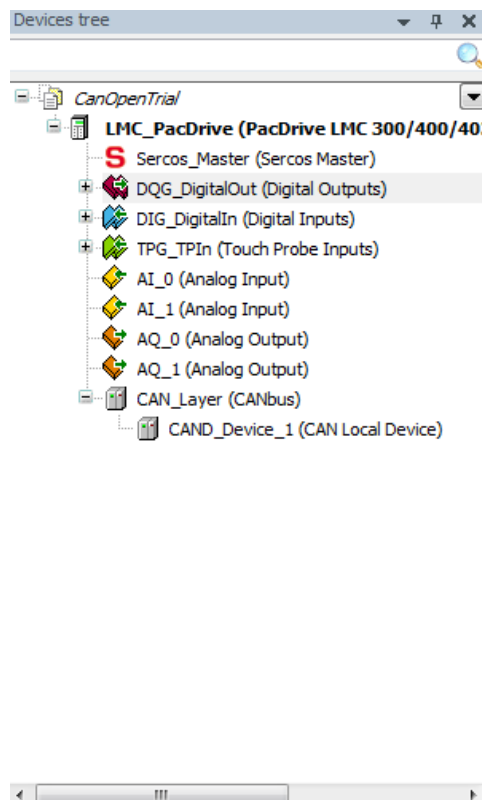 Devices tree
CanOpenTrial
LMC_PacDrive (PacDrive LMC 300/400/40
S Sercos_Master (Sercos Master)
DQG_DigitalOut (Digital Outputs)
DIG_DigitalIn (Digital Inputs)
TPG_TPIn (Touch Probe Inputs)
AI_0 (Analog Input)
AI_1 (Analog Input)
AQ_0 (Analog Output)
AQ_1 (Analog Output)
CAN_Layer (CANbus)
CAND_Device_1 (CAN Local Device)